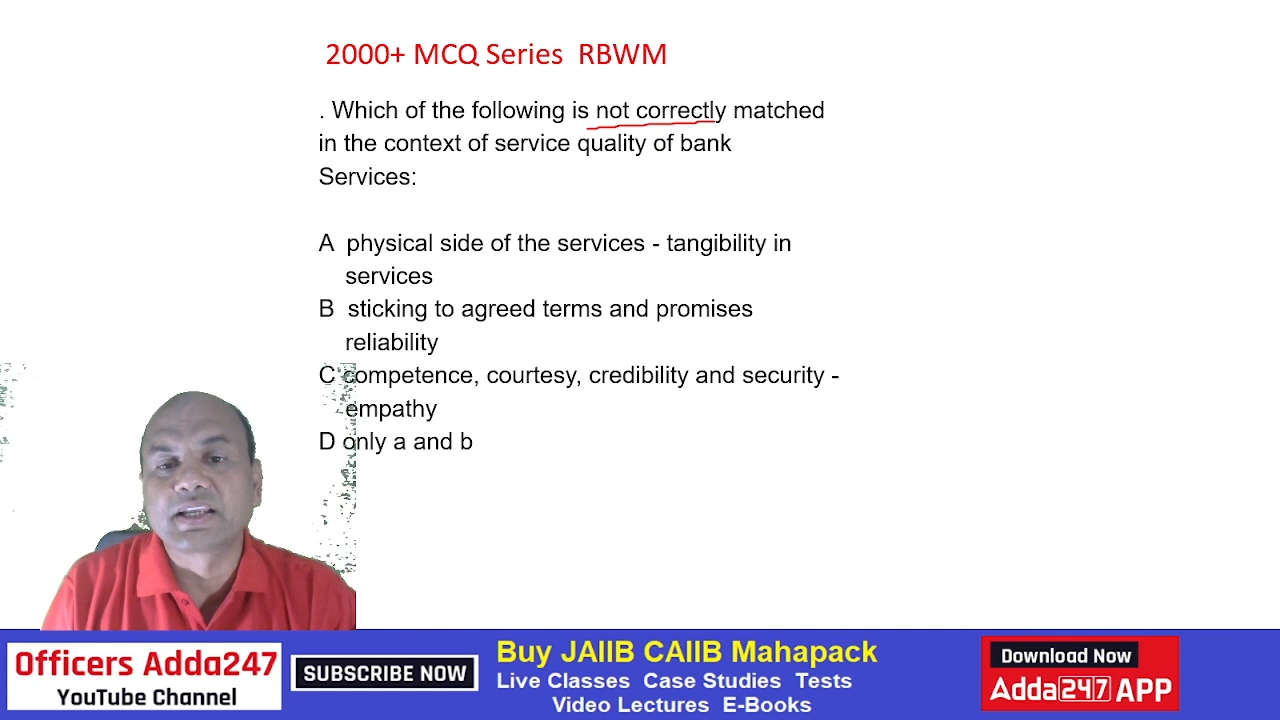 2000+ MCQ Series RBWM
. Which of the following is not correctly matched
in the context of service quality of bank
Services:
A physical side of the services - tangibility in
services
B sticking to agreed terms and promises
reliability
C competence, courtesy, credibility and security -
empathy
D only a and b
Officers Adda247
YouTube Channel
SUBSCRIBE NOW
Buy JAIIB CAIIB Mahapack
Live Classes Case Studies Tests
Video Lectures E-Books
Download Now
Adda247 APP